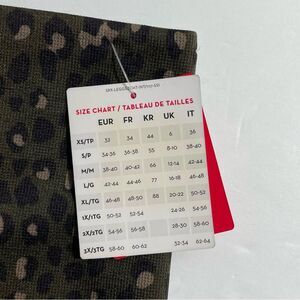 SIZE CHART / TABLEAU DE TAILLES
EUR FR KR UK IT
XS/TP 32 34 44 6 36
S/P 34-36 36-38 55 8-10 38-40
M/M 38-40 40-42 66 12-14 42-44
L/G 42-44 44-46 77 16-18 46-48
XL/TG 46-48 48-50 88 20-22 50-52
1X/1TG 50-52 52-54 24-26 54-56
2X/2TG 54-56 56-58 28-30 58-60
3X/3TG 58-60 60-62 32-34 62-64